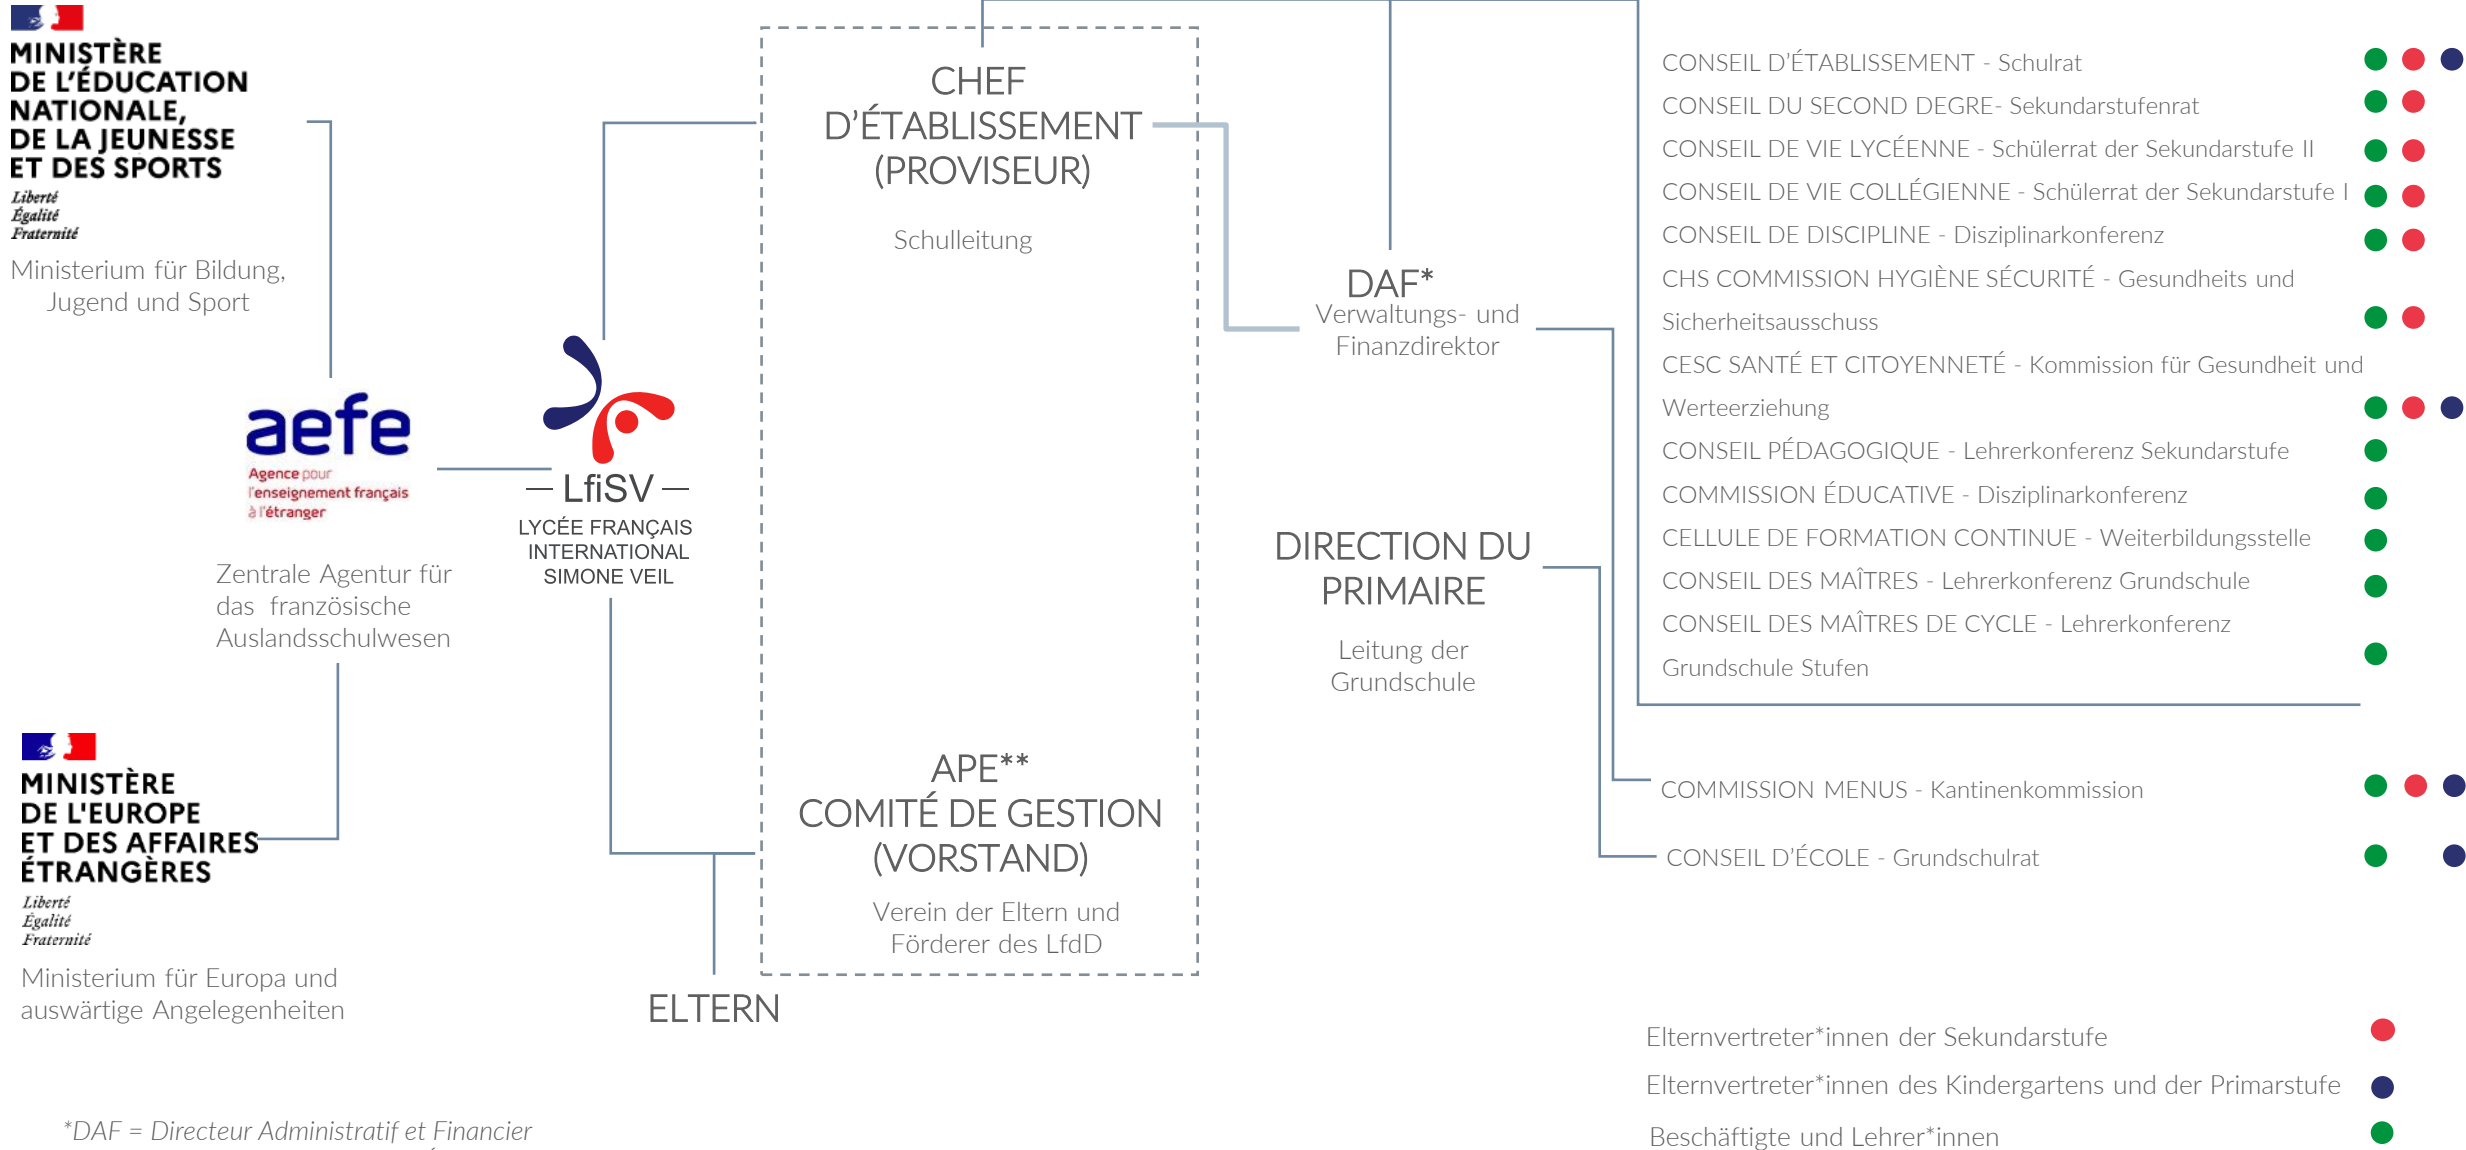 MINISTÈRE
DE L'ÉDUCATION
NATIONALE,
DE LA JEUNESSE
ET DES SPORTS
Liberté
Égalité
Fraternité
Ministerium für Bildung,
Jugend und Sport
aefe
Agence pour
l'enseignement français
à l'étranger
Zentrale Agentur für
das französische
Auslandsschulwesen
MINISTÈRE
DE L'EUROPE
ET DES AFFAIRES
ÉTRANGÈRES
Liberté
Égalité
Fraternité
Ministerium für Europa und
auswärtige Angelegenheiten
LfiSV
LYCÉE FRANÇAIS
INTERNATIONAL
SIMONE VEIL
CHEF
D'ÉTABLISSEMENT
(PROVISEUR)
Schulleitung
APE**
COMITÉ DE GESTION
(VORSTAND)
Verein der Eltern und
Förderer des LfdD
ELTERN
DAF*
Verwaltungs- und
Finanzdirektor
DIRECTION DU
PRIMAIRE
Leitung der
Grundschule
CONSEIL D'ÉTABLISSEMENT - Schulrat
CONSEIL DU SECOND DEGRE- Sekundarstufenrat
CONSEIL DE VIE LYCÉENNE - Schülerrat der Sekundarstufe II
CONSEIL DE VIE COLLÉGIENNE - Schülerrat der Sekundarstufe I
CONSEIL DE DISCIPLINE - Disziplinarkonferenz
CHS COMMISSION HYGIÈNE SÉCURITÉ - Gesundheits und
Sicherheitsausschuss
CESC SANTÉ ET CITOYENNETÉ - Kommission für Gesundheit und
Werteerziehung
CONSEIL PÉDAGOGIQUE - Lehrerkonferenz Sekundarstufe
COMMISSION ÉDUCATIVE - Disziplinarkonferenz
CELLULE DE FORMATION CONTINUE - Weiterbildungsstelle
CONSEIL DES MAÎTRES - Lehrerkonferenz Grundschule
CONSEIL DES MAÎTRES DE CYCLE - Lehrerkonferenz
Grundschule Stufen
COMMISSION MENUS - Kantinenkommission
CONSEIL D'ÉCOLE - Grundschulrat
Elternvertreter*innen der Sekundarstufe
Elternvertreter*innen des Kindergartens und der Primarstufe
Beschäftigte und Lehrer*innen
*DAF = Directeur Administratif et Financier